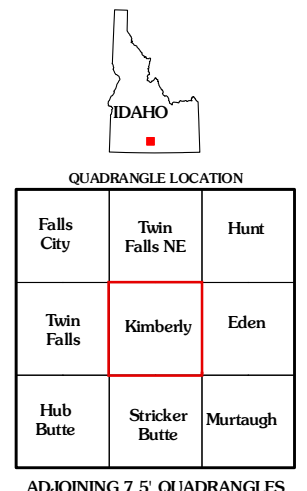 IDAHO
QUADRANGLE LOCATION
Falls City
Twin Falls NE
Hunt
Twin Falls
Kimberly
Eden
Hub Butte
Stricker Butte
Murtaugh
ADJOINING 7.5' QUADRANGLES